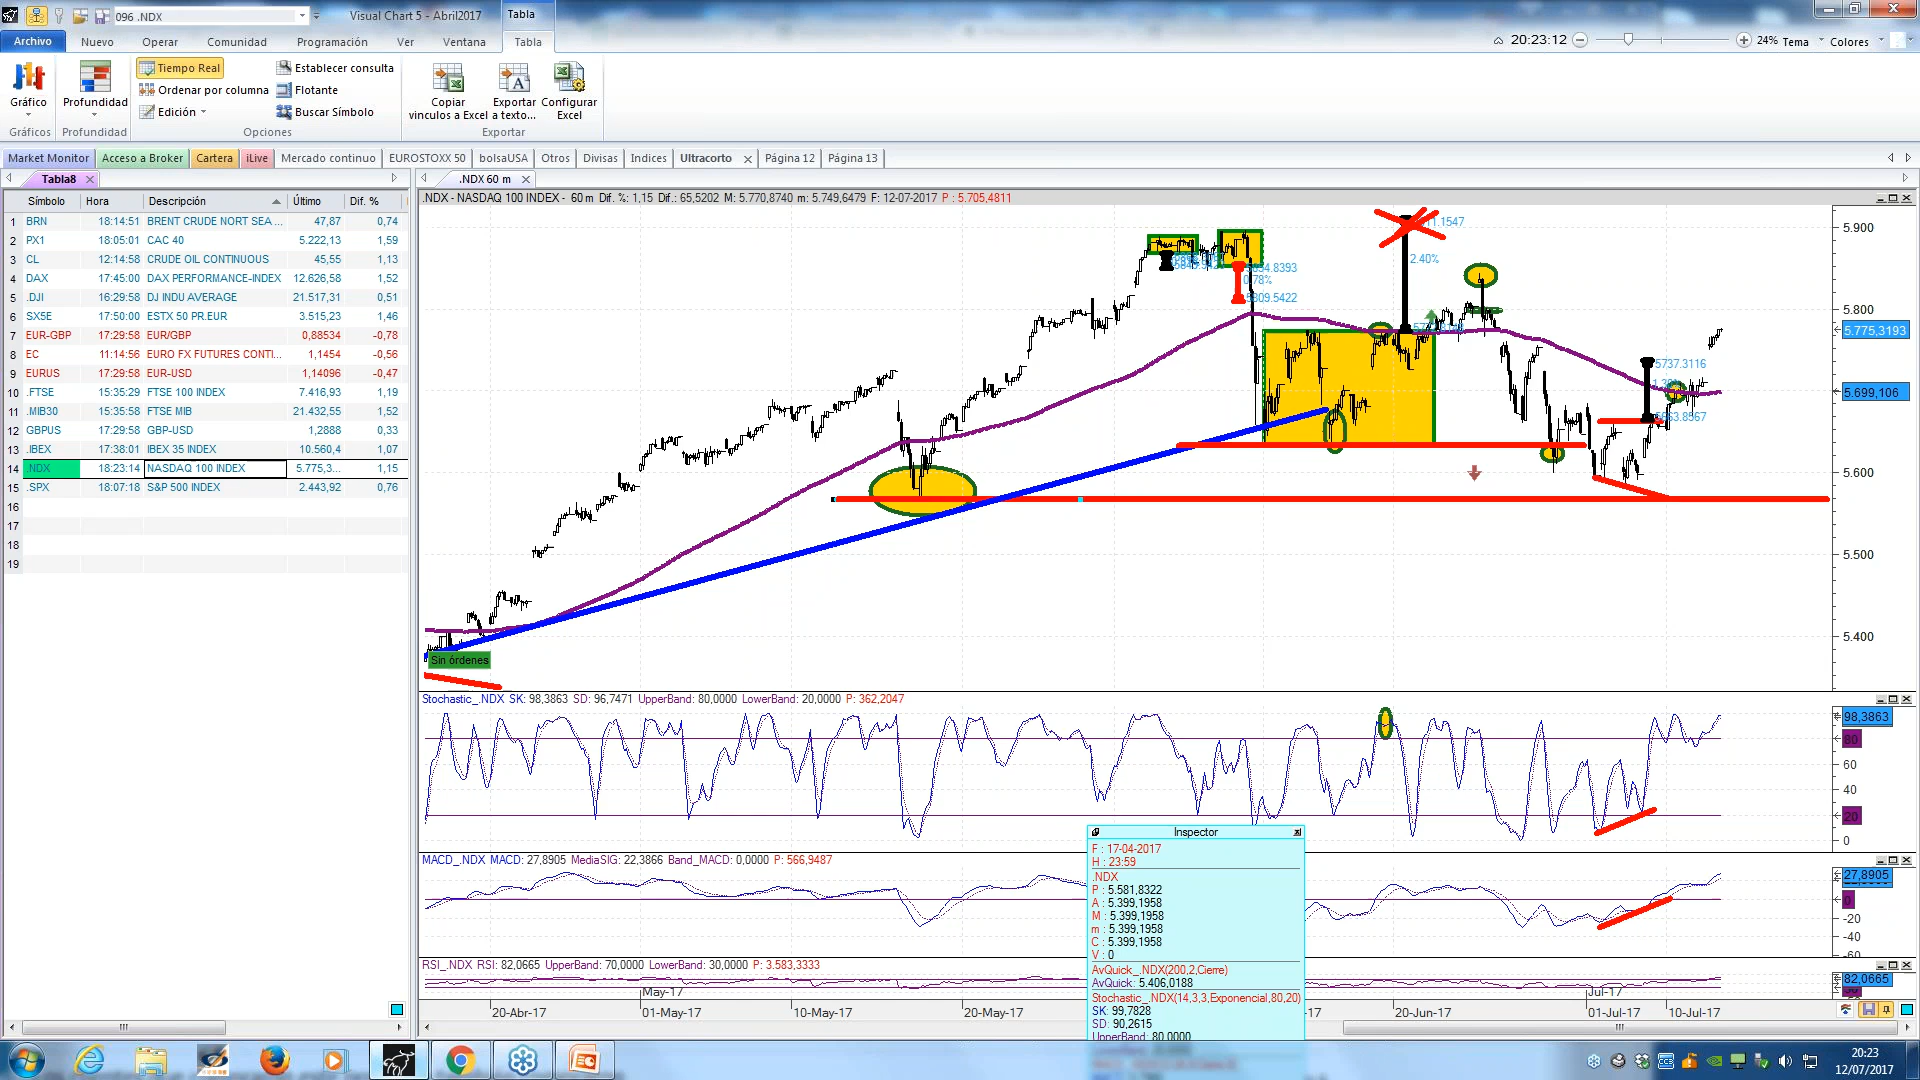 096 .NDX
Visual Chart 5 - Abril2017
Tabla
Archivo Nuevo Operar Comunidad Programación Ver Ventana Tabla
20:23:12 24% Tema Colores
Tiempo Real
Establecer consulta
Ordenar por columna
Flotante
Edición
Buscar Símbolo
Gráfico
Profundidad
Copiar vinculos a Excel
Exportar a texto...
Configurar Excel
Gráficos Profundidad Opciones Exportar
Market Monitor Acceso a Broker Cartera iLive Mercado continuo EUROSTOXX 50 bolsaUSA Otros Divisas Indices Ultracorto Página 12 Página 13
Tabla8
.NDX 60 m
Símbolo Hora Descripción Último Dif. %
1 BRN 18:14:51 BRENT CRUDE NORT SEA ... 47,87 0,74
2 PX1 18:05:01 CAC 40 5.222,13 1,59
3 CL 12:14:58 CRUDE OIL CONTINUOUS 45,55 1,13
4 DAX 17:45:00 DAX PERFORMANCE-INDEX 12.626,58 1,52
5 .DJI 16:29:58 DJ INDU AVERAGE 21.517,31 0,51
6 SX5E 17:50:00 ESTX 50 PR.EUR 3.515,23 1,46
7 EUR-GBP 17:29:58 EUR/GBP 0,88534 -0,78
8 EC 11:14:56 EURO FX FUTURES CONTI... 1,1454 -0,56
9 EURUS 17:29:58 EUR-USD 1,14096 -0,47
10 .FTSE 15:35:29 FTSE 100 INDEX 7.416,93 1,19
11 .MIB30 15:35:58 FTSE MIB 21.432,55 1,52
12 GBPUS 17:29:58 GBP-USD 1,2888 0,33
13 .IBEX 17:38:01 IBEX 35 INDEX 10.560,4 1,07
14 .NDX 18:23:14 NASDAQ 100 INDEX 5.775,3... 1,15
15 .SPX 18:07:18 S&P 500 INDEX 2.443,92 0,76
16
17
18
19
.NDX - NASDAQ 100 INDEX - 60 m Dif. %: 1,15 Dif.: 65,5202 M: 5.770,8740 m: 5.749,6479 F: 12-07-2017 P : 5.705,4811
5.900
2.40%
0.78%
5809.5422
5.800
5.775,3193
5737.3116
5.699,106
5.600
5.500
5.400
Sin órdenes
Stochastic_.NDX SK: 98,3863 SD: 96,7471 UpperBand: 80,0000 LowerBand: 20,0000 P: 362,2047
98,3863
80
60
40
20
0
MACD_.NDX MACD: 27,8905 MediaSIG: 22,3866 Band_MACD: 0,0000 P: 566,9487
27,8905
0
-20
-40
RSI_.NDX RSI: 82,0665 UpperBand: 70,0000 LowerBand: 30,0000 P: 3.583,3333
82,0665
May-17 Jul-17
20-Abr-17 01-May-17 10-May-17 20-May-17 20-Jun-17 01-Jul-17 10-Jul-17
Inspector
F : 17-04-2017
H : 23:59
.NDX
P : 5.581,8322
A : 5.399,1958
M : 5.399,1958
m : 5.399,1958
C : 5.399,1958
V : 0
AvQuick_.NDX(200,2,Cierre)
AvQuick: 5.406,0188
Stochastic_.NDX(14,3,3,Exponencial,80,20)
SK: 99,7828
SD: 90,2615
UpperBand: 80,0000
20:23
12/07/2017